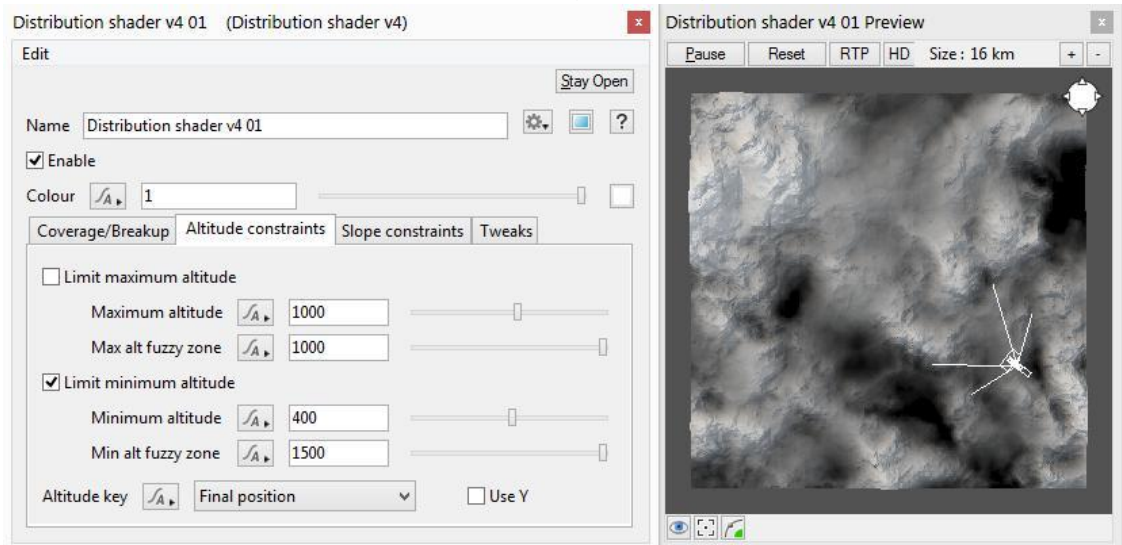 Distribution shader v4 01 (Distribution shader v4) x
Edit
Stay Open
Name Distribution shader v4 01 ?
Enable
Colour A 1
Coverage/Breakup Altitude constraints Slope constraints Tweaks
Limit maximum altitude
Maximum altitude A 1000
Max alt fuzzy zone A 1000
Limit minimum altitude
Minimum altitude A 400
Min alt fuzzy zone A 1500
Altitude key A Final position Use Y
Distribution shader v4 01 Preview x
Pause Reset RTP HD Size : 16 km + -